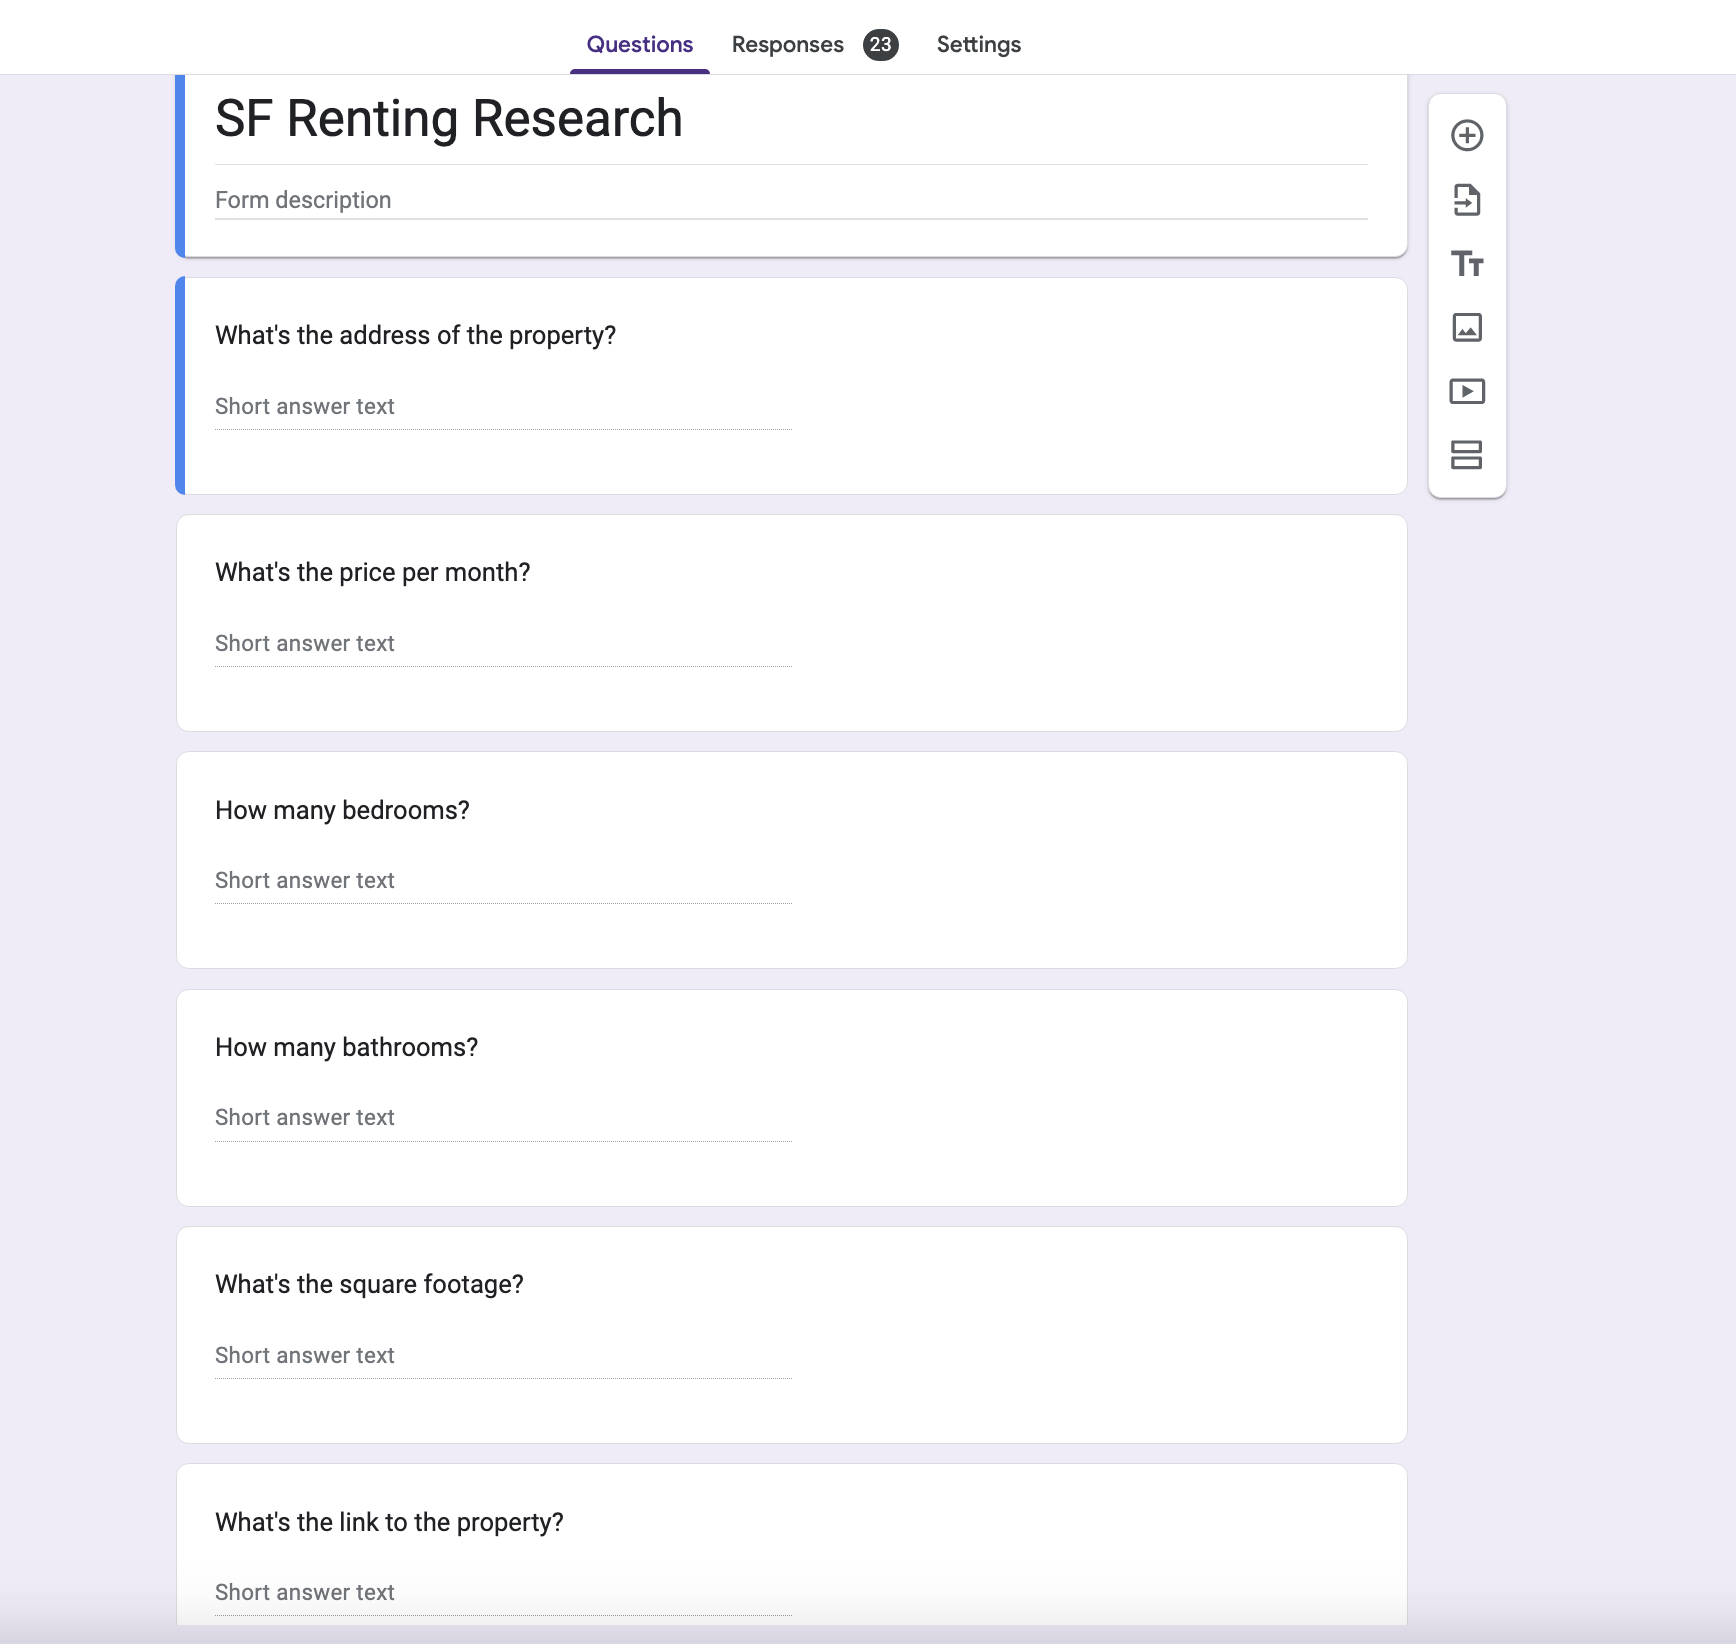 Questions Responses 23 Settings
SF Renting Research
Form description
What's the address of the property?
Short answer text
What's the price per month?
Short answer text
How many bedrooms?
Short answer text
How many bathrooms?
Short answer text
What's the square footage?
Short answer text
What's the link to the property?
Short answer text